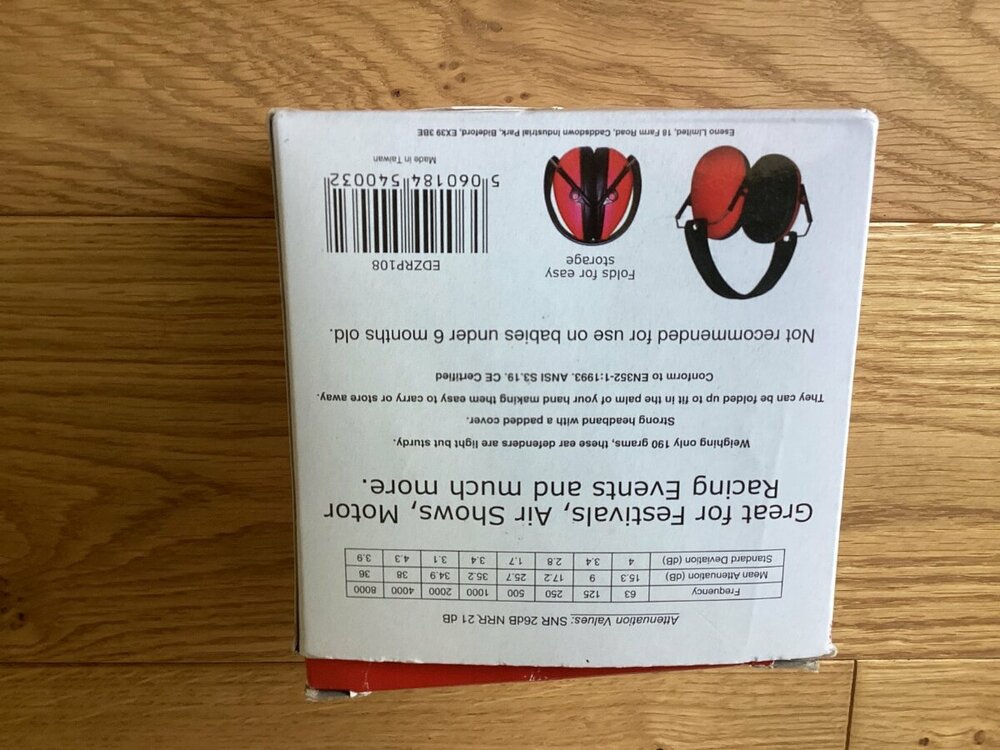 Attenuation Values: SNR 26dB NRR 21 dB
Frequency 63 125 250 500 1000 2000 4000 8000
Mean Attenuation (dB) 15.3 9 17.2 25.7 35.2 34.9 38 36
Standard Deviation (dB) 4 3.4 2.8 1.7 3.4 3.1 4.3 3.9
Great for Festivals, Air Shows, Motor
Racing Events and much more.
Weighing only 190 grams, these ear defenders are light but sturdy.
Strong headband with a padded cover.
They can be folded up to fit in the palm of your hand making them easy to carry or store away.
Conform to EN352-1:1993. ANSI S3.19. CE Certified
Not recommended for use on babies under 6 months old.
Folds for easy
storage
EDZRP108
5 060184 540032
Made in Taiwan
Eseno Limited, 18 Farm Road, Caddsdown Industrial Park, Bideford, EX39 3BE